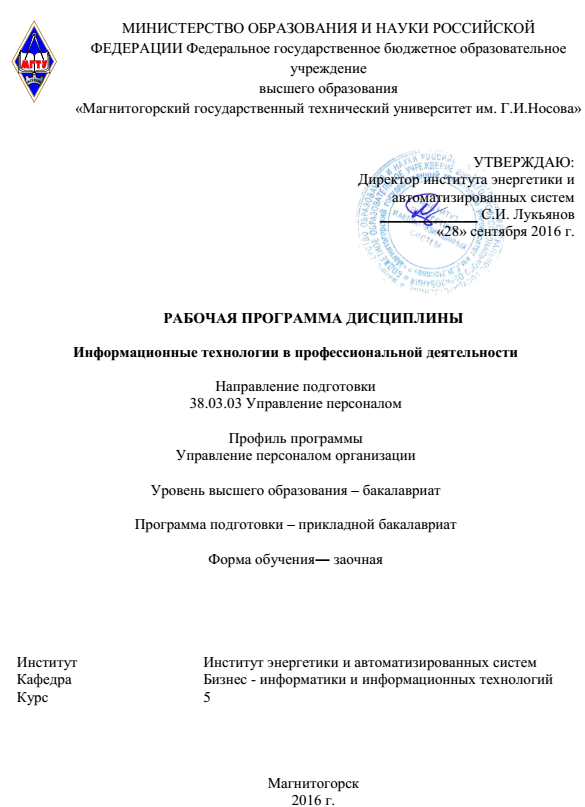 МИНИСТЕРСТВО ОБРАЗОВАНИЯ И НАУКИ РОССИЙСКОЙ
ФЕДЕРАЦИИ Федеральное государственное бюджетное образовательное
учреждение
высшего образования
«Магнитогорский государственный технический университет им. Г.И.Носова»
МГТУ
УТВЕРЖДАЮ:
Директор института энергетики и
автоматизированных систем
С.И. Лукьянов
«28» сентября 2016 г.
РАБОЧАЯ ПРОГРАММА ДИСЦИПЛИНЫ
Информационные технологии в профессиональной деятельности
Направление подготовки
38.03.03 Управление персоналом
Профиль программы
Управление персоналом организации
Уровень высшего образования – бакалавриат
Программа подготовки – прикладной бакалавриат
Форма обучения— заочная
Институт Институт энергетики и автоматизированных систем
Кафедра Бизнес - информатики и информационных технологий
Курс 5
Магнитогорск
2016 г.